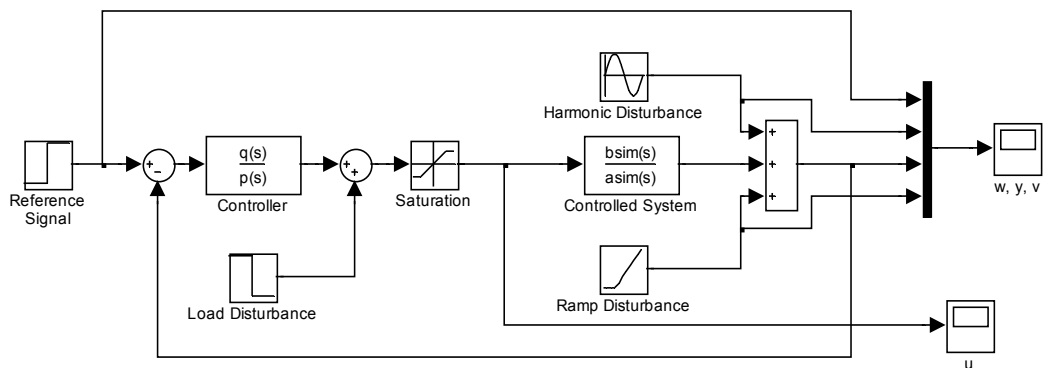 Harmonic Disturbance
+
+
+
Reference
Signal
+
−
q(s)
p(s)
Controller
+
+
Saturation
bsim(s)
asim(s)
Controlled System
w, y, v
Load Disturbance
Ramp Disturbance
u